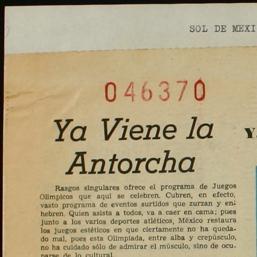 SOL DE MEXI
046370
Ya Viene la
Antorcha
Rasgos singulares ofrece el programa de Juegos
Olímpicos que aquí se celebren. Cubren, en efecto,
vasto programa de eventos surtidos que zurzan y en-
hebren. Quien asista a todos, va a caer en cama; pues
junto a los varios deportes atléticos, México restaura
los juegos estéticos en que ciertamente no ha queda-
do mal, pues esta Olimpiada, entre alba y crepúsculo,
no ha cuidado sólo de admirar el músculo, sino de ocu-
parse de lo cultural.